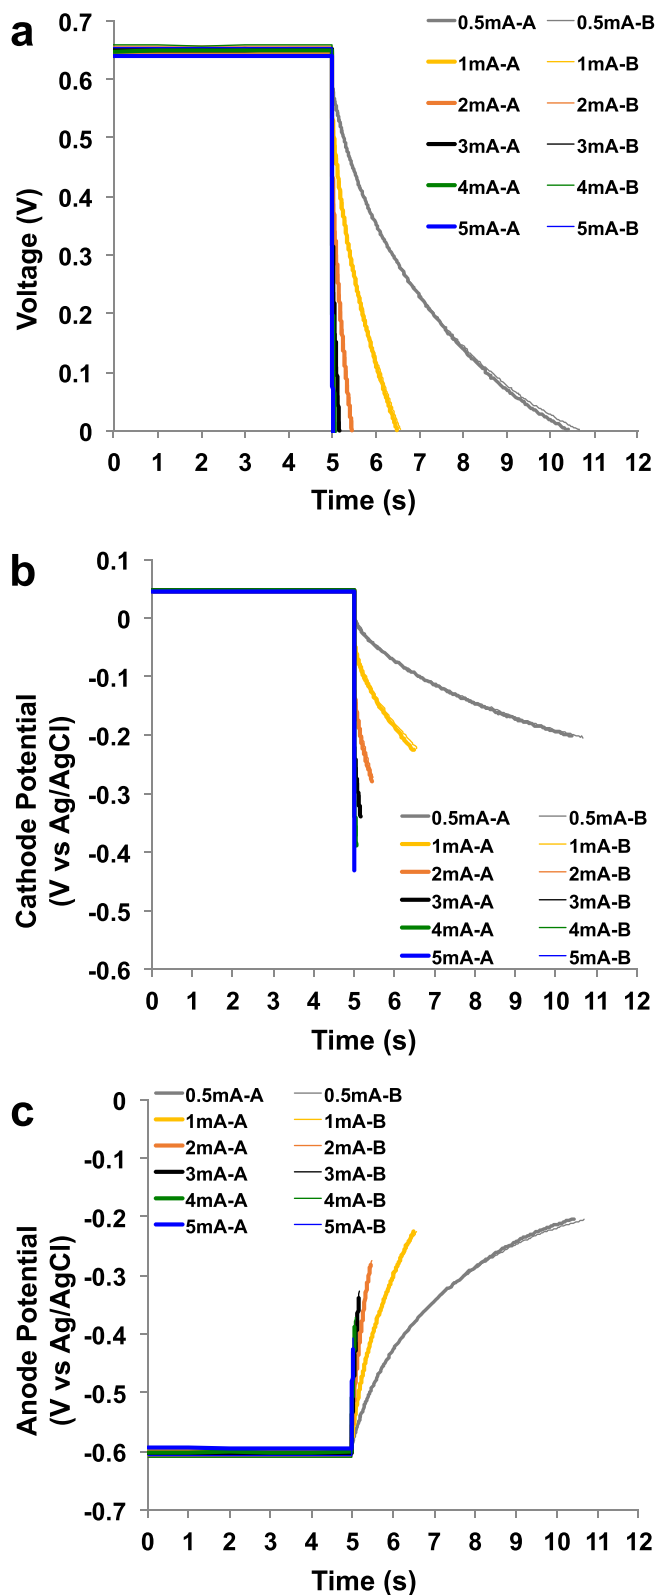 a
0.7
0.6
0.5
0.4
0.3
0.2
0.1
0
Voltage (V)
0.5mA-A 0.5mA-B
1mA-A 1mA-B
2mA-A 2mA-B
3mA-A 3mA-B
4mA-A 4mA-B
5mA-A 5mA-B
0 1 2 3 4 5 6 7 8 9 10 11 12
Time (s)
b
0.1
0
-0.1
-0.2
-0.3
-0.4
-0.5
-0.6
Cathode Potential
(V vs Ag/AgCl)
0.5mA-A 0.5mA-B
1mA-A 1mA-B
2mA-A 2mA-B
3mA-A 3mA-B
4mA-A 4mA-B
5mA-A 5mA-B
0 1 2 3 4 5 6 7 8 9 10 11 12
Time (s)
c
0
-0.1
-0.2
-0.3
-0.4
-0.5
-0.6
-0.7
Anode Potential
(V vs Ag/AgCl)
0.5mA-A 0.5mA-B
1mA-A 1mA-B
2mA-A 2mA-B
3mA-A 3mA-B
4mA-A 4mA-B
5mA-A 5mA-B
0 1 2 3 4 5 6 7 8 9 10 11 12
Time (s)